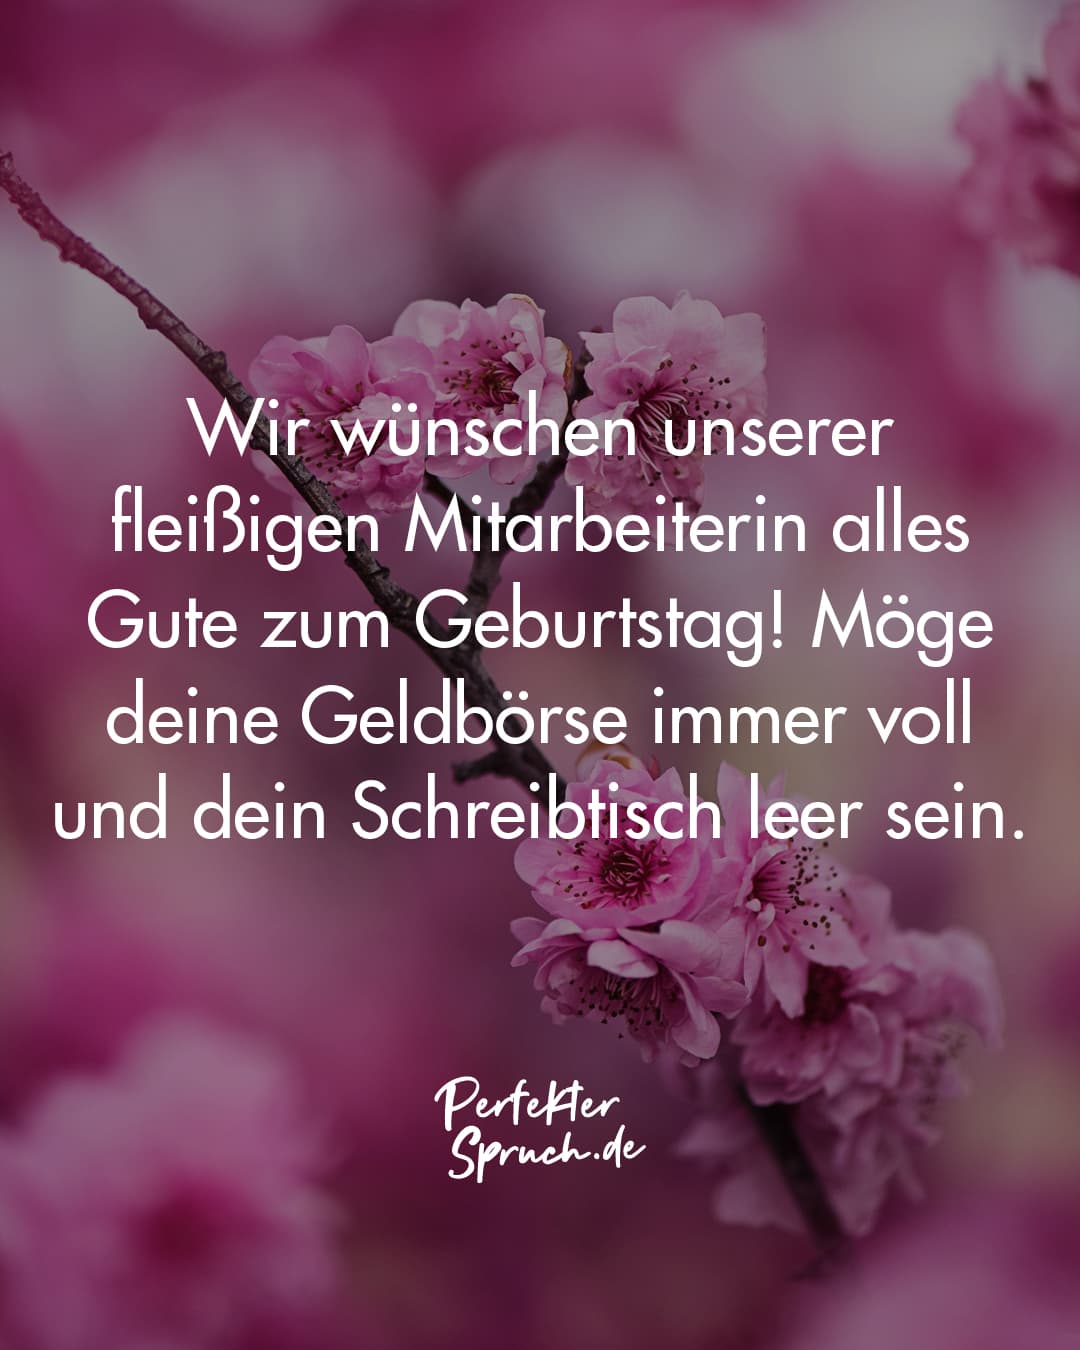 Wir wünschen unserer
fleißigen Mitarbeiterin alles
Gute zum Geburtstag! Möge
deine Geldbörse immer voll
und dein Schreibtisch leer sein.
Perfekter
Spruch.de